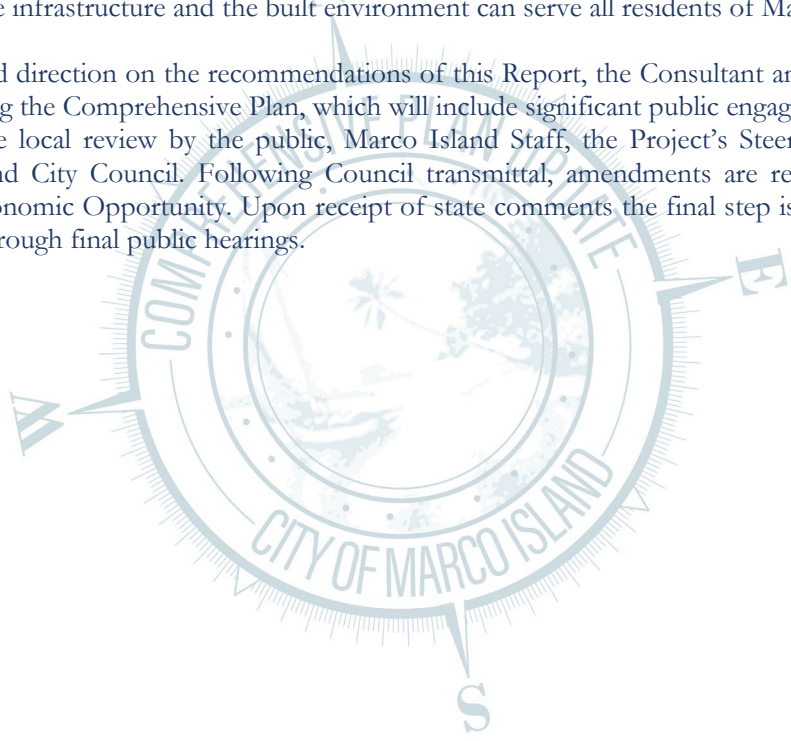 e infrastructure and the built environment can serve all residents of Ma
d direction on the recommendations of this Report, the Consultant an
g the Comprehensive Plan, which will include significant public engag
e local review by the public, Marco Island Staff, the Project's Steer
nd City Council. Following Council transmittal, amendments are re
onomic Opportunity. Upon receipt of state comments the final step is
rough final public hearings.
COMPREHENSIVE PLAN UPDATE
E
W
CITY OF MARCO ISLAND
S